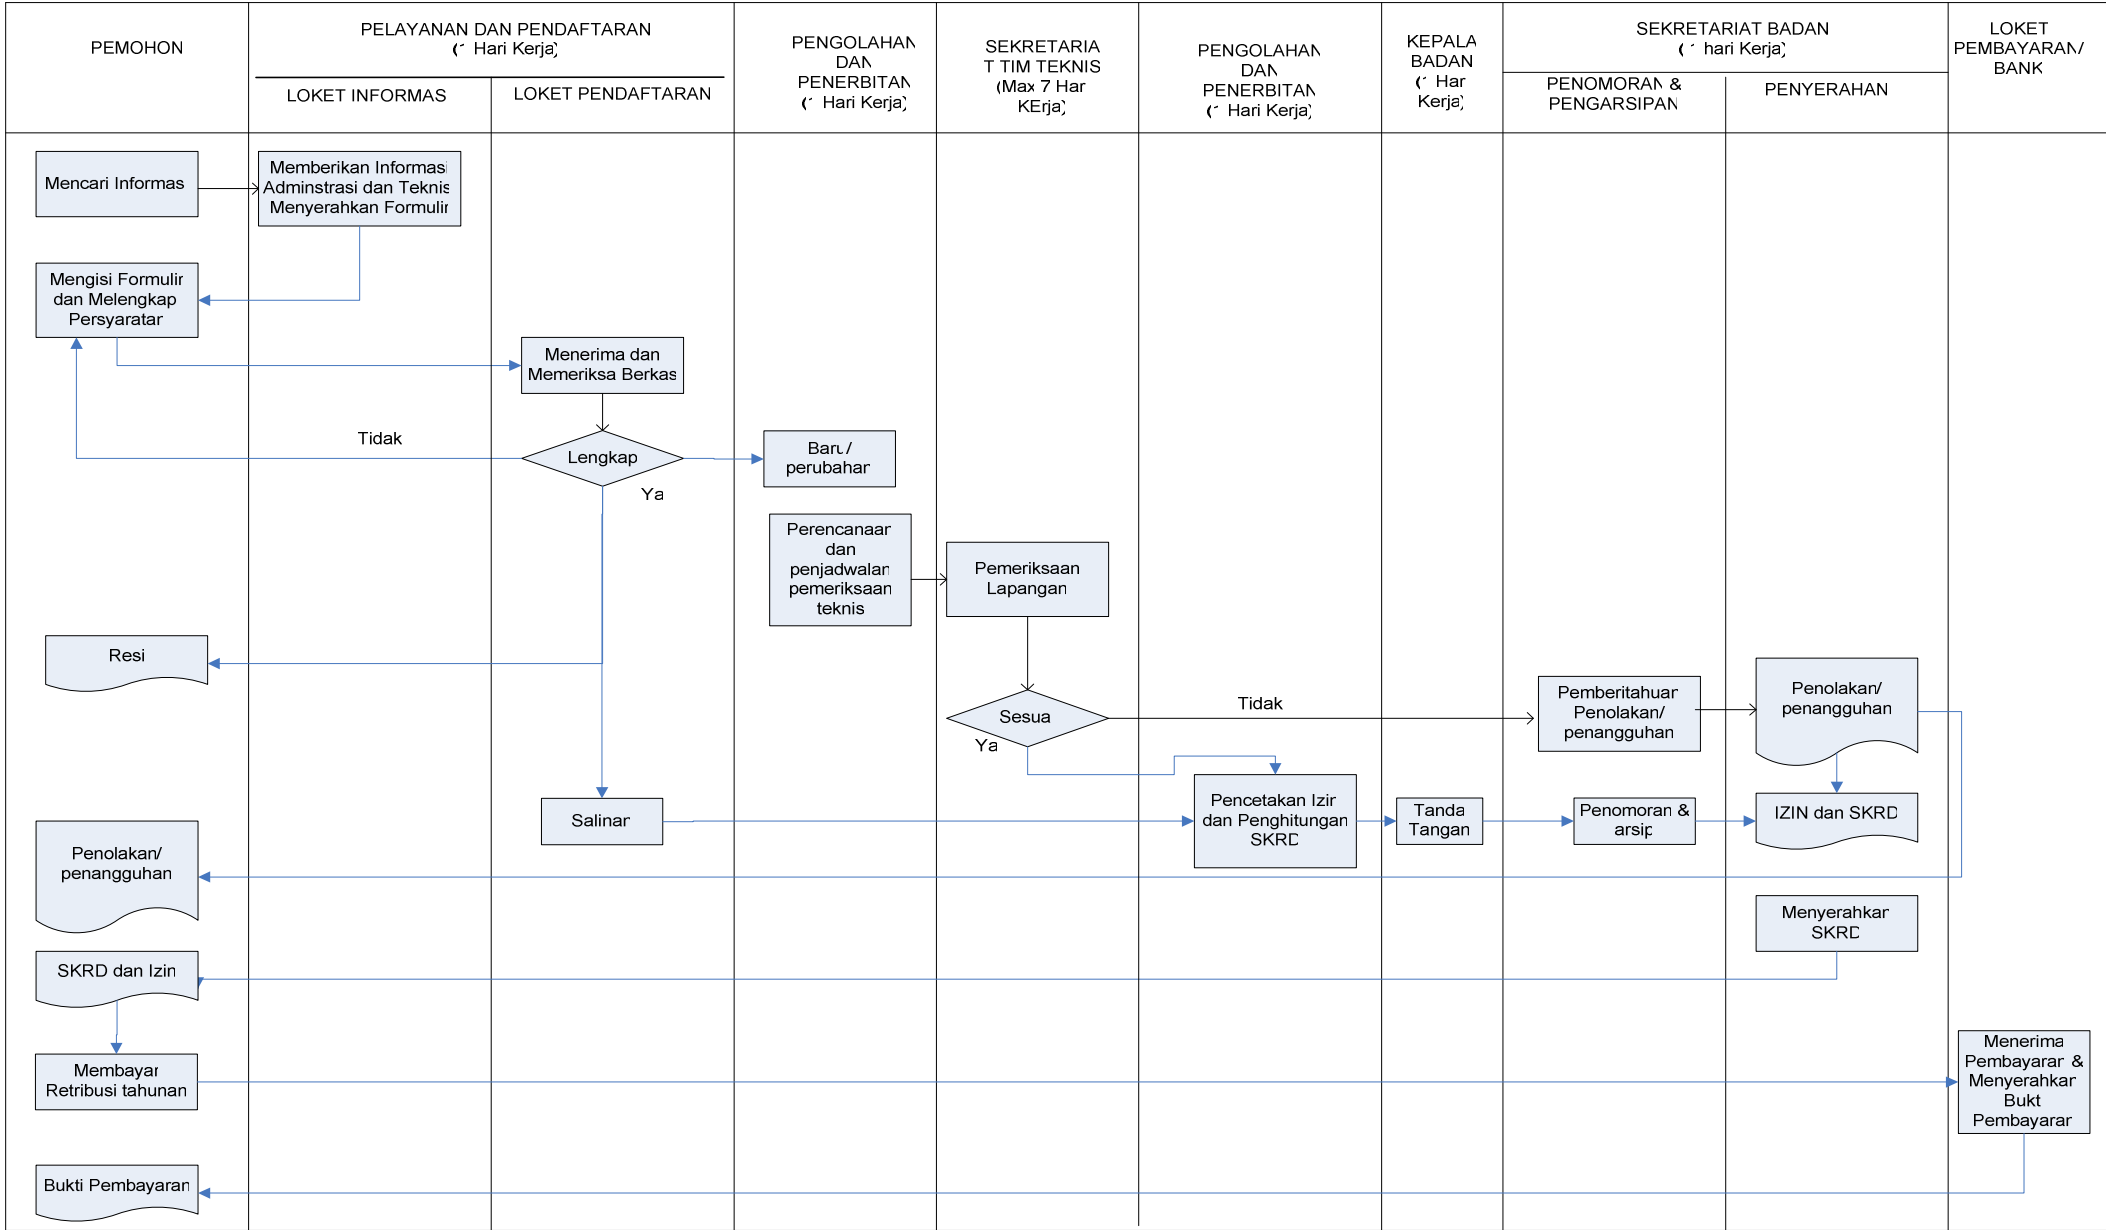 PEMOHON
PELAYANAN DAN PENDAFTARAN
(1 Hari Kerja)
LOKET INFORMAS
LOKET PENDAFTARAN
PENGOLAHAN
DAN
PENERBITAN
(1 Hari Kerja)
SEKRETARIA
T TIM TEKNIS
(Max 7 Har
KErja)
PENGOLAHAN
DAN
PENERBITAN
(1 Hari Kerja)
KEPALA
BADAN
(1 Har
Kerja)
SEKRETARIAT BADAN
(1 hari Kerja)
PENOMORAN &
PENGARSIPAN
PENYERAHAN
LOKET
PEMBAYARAN/
BANK
Mencari Informas
Memberikan Informasi
Adminstrasi dan Teknis
Menyerahkan Formulir
Mengisi Formulir
dan Melengkap
Persyaratan
Menerima dan
Memeriksa Berkas
Tidak
Lengkap
Ya
Baru/
perubahan
Perencanaan
dan
penjadwalan
pemeriksaan
teknis
Pemeriksaan
Lapangan
Resi
Sesua
Ya
Tidak
Pemberitahuan
Penolakan/
penangguhan
Penolakan/
penangguhan
Salinan
Pencetakan Izin
dan Penghitungan
SKRD
Tanda
Tangan
Penomoran &
arsip
IZIN dan SKRD
Penolakan/
penangguhan
Menyerahkan
SKRD
SKRD dan Izin
Membayar
Retribusi tahunan
Menerima
Pembayaran &
Menyerahkan
Bukt
Pembayaran
Bukti Pembayaran